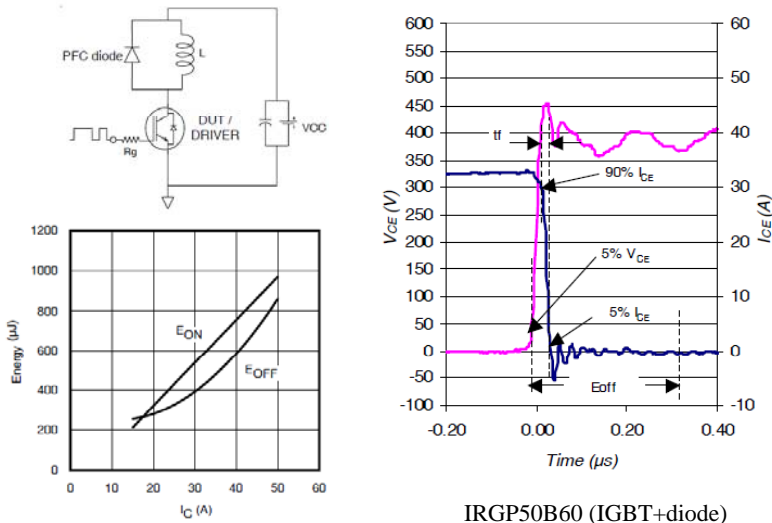 PFC diode
L
DUT /
DRIVER
VCC
Rg
1200
1000
800
600
400
200
0
Energy (µJ)
EON
EOFF
0 10 20 30 40 50 60
IC (A)
600
550
500
450
400
350
300
250
200
150
100
50
0
-50
-100
VCE (V)
60
50
40
30
20
10
0
-10
ICE (A)
tf
90% ICE
5% VCE
5% ICE
Eoff
-0.20 0.00 0.20 0.40
Time (µs)
IRGP50B60 (IGBT+diode)